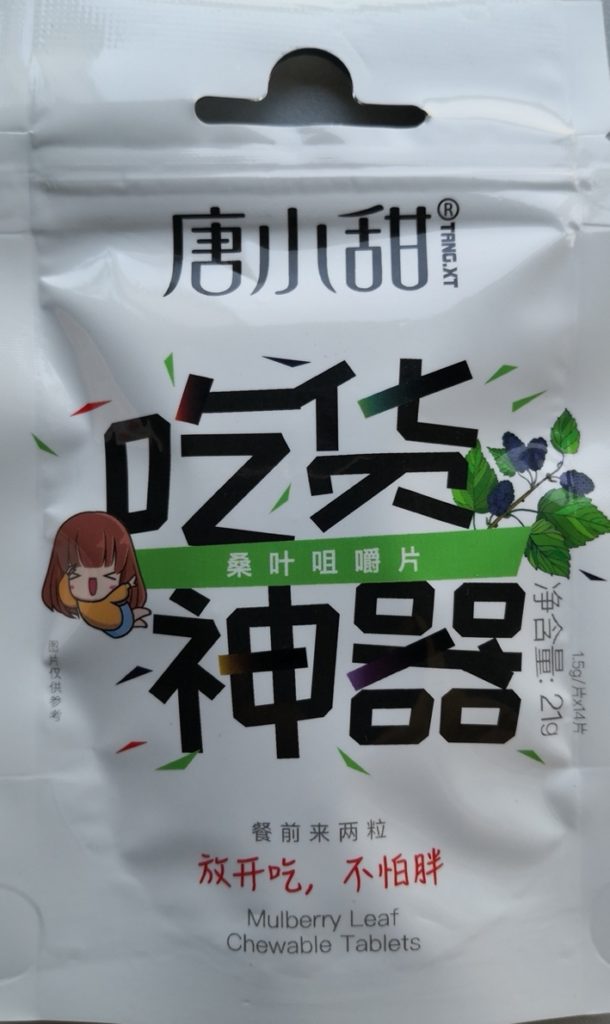 唐小甜®
TANG.XT
吃货
桑叶咀嚼片
神器
净含量: 21g
1.5g/片x14片
图片仅供参考
餐前来两粒
放开吃，不怕胖
Mulberry Leaf
Chewable Tablets